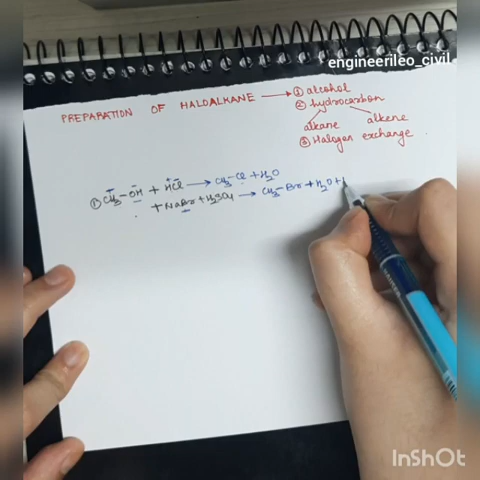 engineerileo_civil
PREPARATION OF HALOALKANE → ① alcohol
② hydrocarbon
alkane alkene
③ Halogen exchange .
① CH₃-OH + HCl → CH₃-Cl + H₂O
+ NaBr + H₂SO₄ → CH₃-Br + H₂O +
InShOt